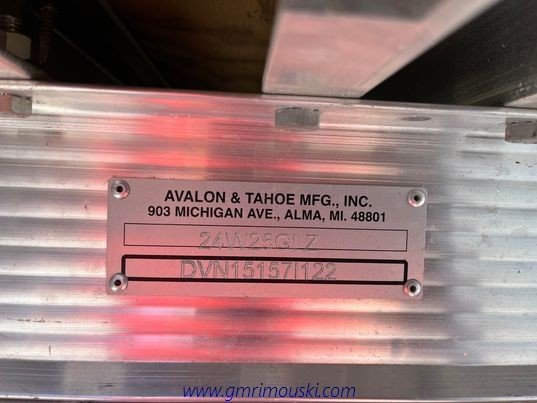 AVALON & TAHOE MFG., INC.
903 MICHIGAN AVE., ALMA, MI. 48801
24W25GLZ
DVN15157I122
www.gmrimouski.com